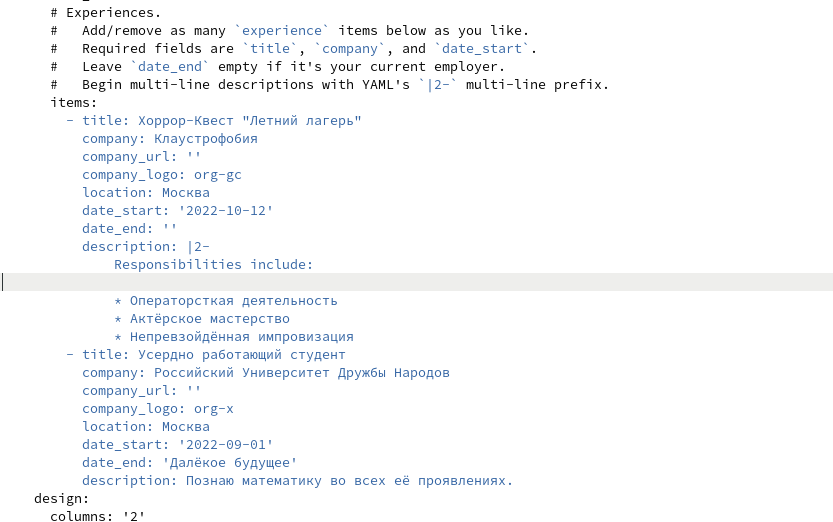 # Experiences.
#   Add/remove as many `experience` items below as you like.
#   Required fields are `title`, `company`, and `date_start`.
#   Leave `date_end` empty if it's your current employer.
#   Begin multi-line descriptions with YAML's `|2-` multi-line prefix.
items:
- title: Хоррор-Квест "Летний лагерь"
company: Клаустрофобия
company_url: ''
company_logo: org-gc
location: Москва
date_start: '2022-10-12'
date_end: ''
description: |2-
Responsibilities include:
* Операторсткая деятельность
* Актёрское мастерство
* Непревзойдённая импровизация
- title: Усердно работающий студент
company: Российский Университет Дружбы Народов
company_url: ''
company_logo: org-x
location: Москва
date_start: '2022-09-01'
date_end: 'Далёкое будущее'
description: Познаю математику во всех её проявлениях.
design:
columns: '2'